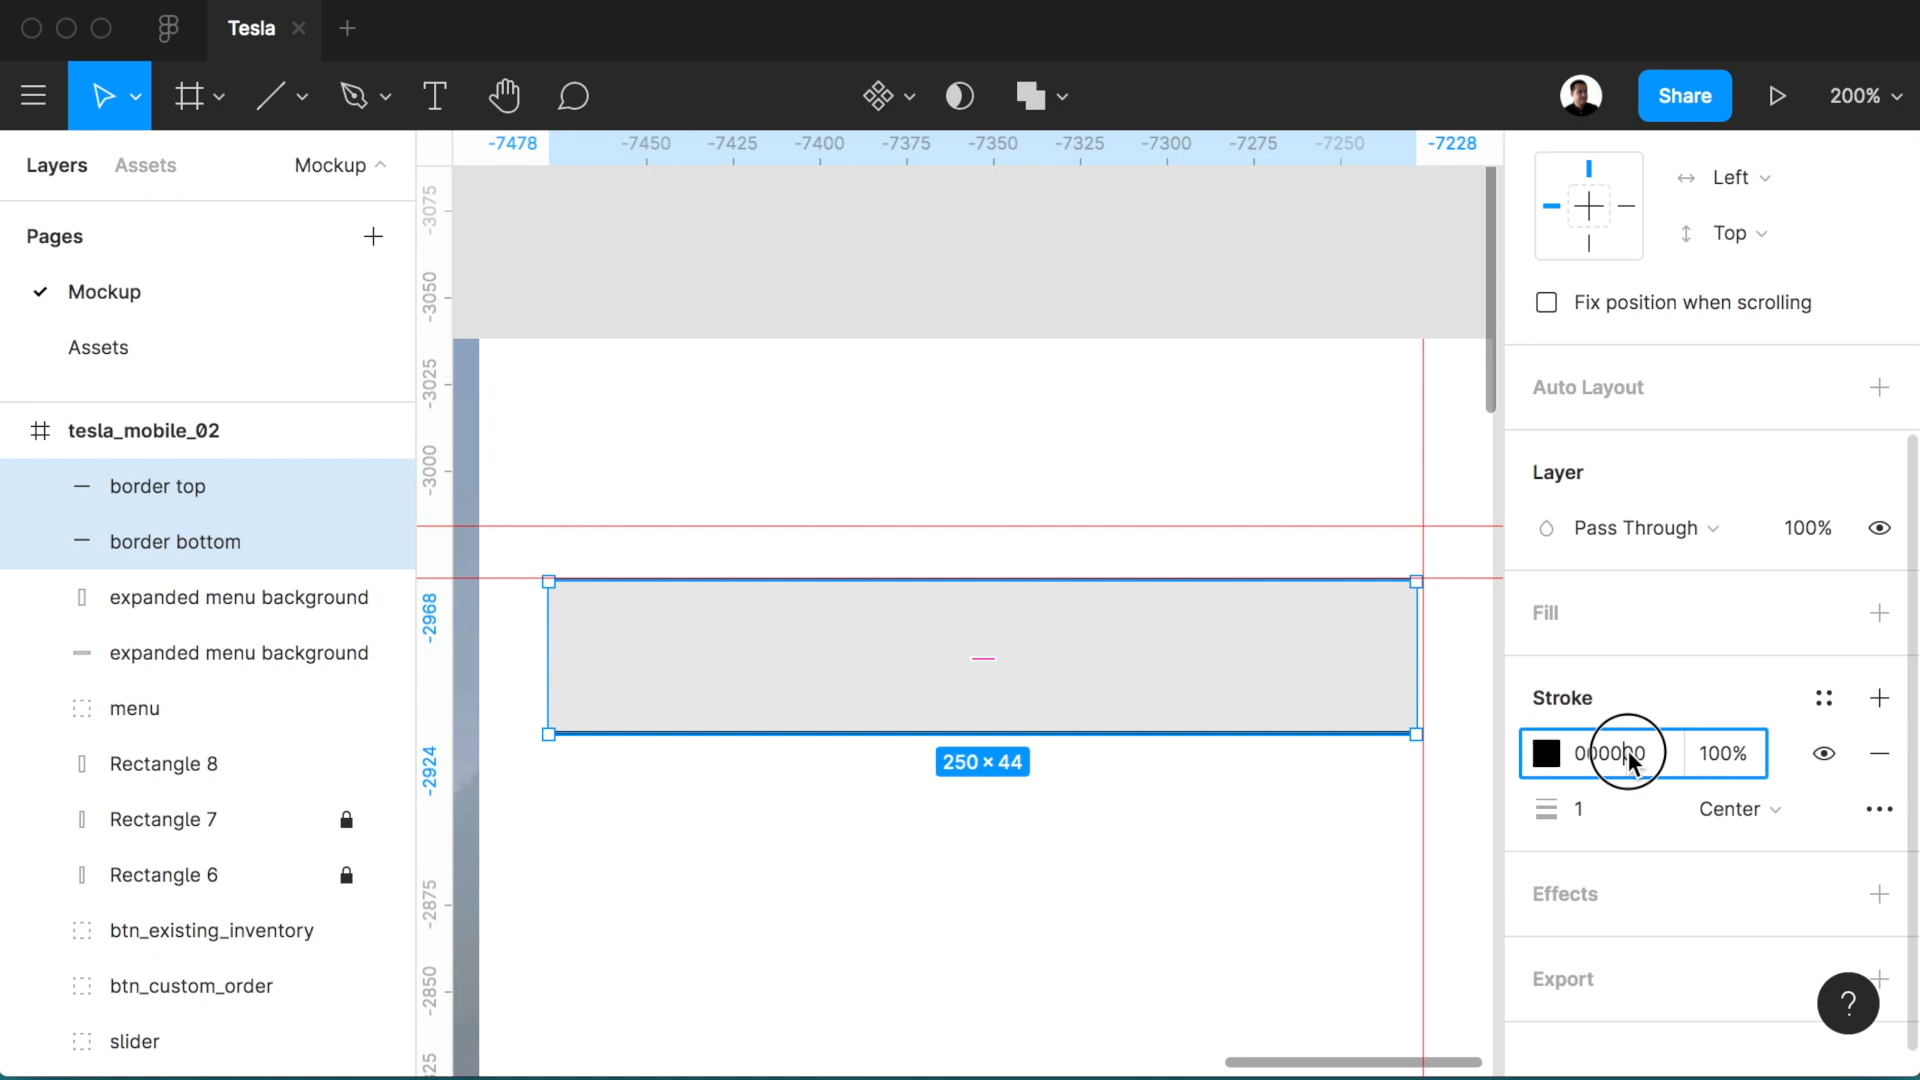 Tesla
Share
200%
Layers Assets Mockup
Pages
Mockup
Assets
tesla_mobile_02
border top
border bottom
expanded menu background
expanded menu background
menu
Rectangle 8
Rectangle 7
Rectangle 6
btn_existing_inventory
btn_custom_order
slider
-7478 -7450 -7425 -7400 -7375 -7350 -7325 -7300 -7275 -7250 -7228
-3075
-3050
-3025
-3000
-2968
-2924
-2875
-2850
25
250 × 44
Left
Top
Fix position when scrolling
Auto Layout
Layer
Pass Through 100%
Fill
Stroke
000000 100%
1 Center
Effects
Export
?